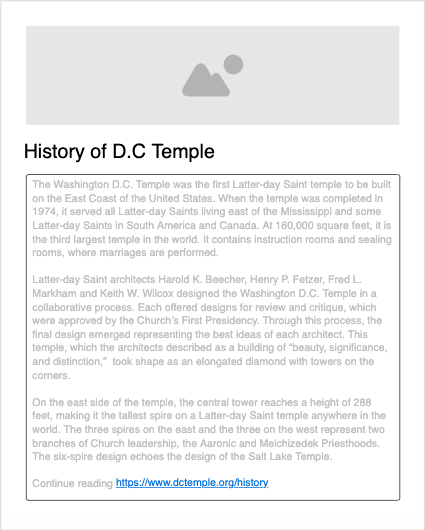 History of D.C Temple
The Washington D.C. Temple was the first Latter-day Saint temple to be built
on the East Coast of the United States. When the temple was completed in
1974, it served all Latter-day Saints living east of the Mississippi and some
Latter-day Saints in South America and Canada. At 160,000 square feet, it is
the third largest temple in the world. It contains instruction rooms and sealing
rooms, where marriages are performed.
Latter-day Saint architects Harold K. Beecher, Henry P. Fetzer, Fred L.
Markham and Keith W. Wilcox designed the Washington D.C. Temple in a
collaborative process. Each offered designs for review and critique, which
were approved by the Church's First Presidency. Through this process, the
final design emerged representing the best ideas of each architect. This
temple, which the architects described as a building of “beauty, significance,
and distinction,”  took shape as an elongated diamond with towers on the
corners.
On the east side of the temple, the central tower reaches a height of 288
feet, making it the tallest spire on a Latter-day Saint temple anywhere in the
world. The three spires on the east and the three on the west represent two
branches of Church leadership, the Aaronic and Melchizedek Priesthoods.
The six-spire design echoes the design of the Salt Lake Temple.
Continue reading https://www.dctemple.org/history